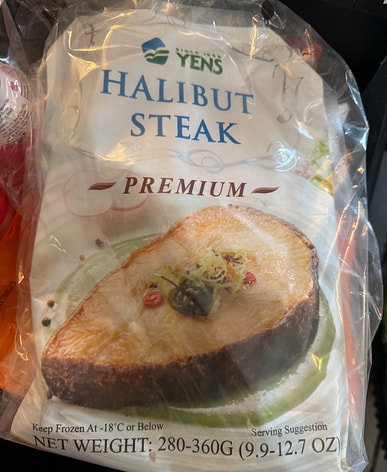 SINCE 1950
YENS
HALIBUT
STEAK
PREMIUM
Keep Frozen At -18°C or Below
Serving Suggestion
NET WEIGHT: 280-360G (9.9-12.7 OZ)